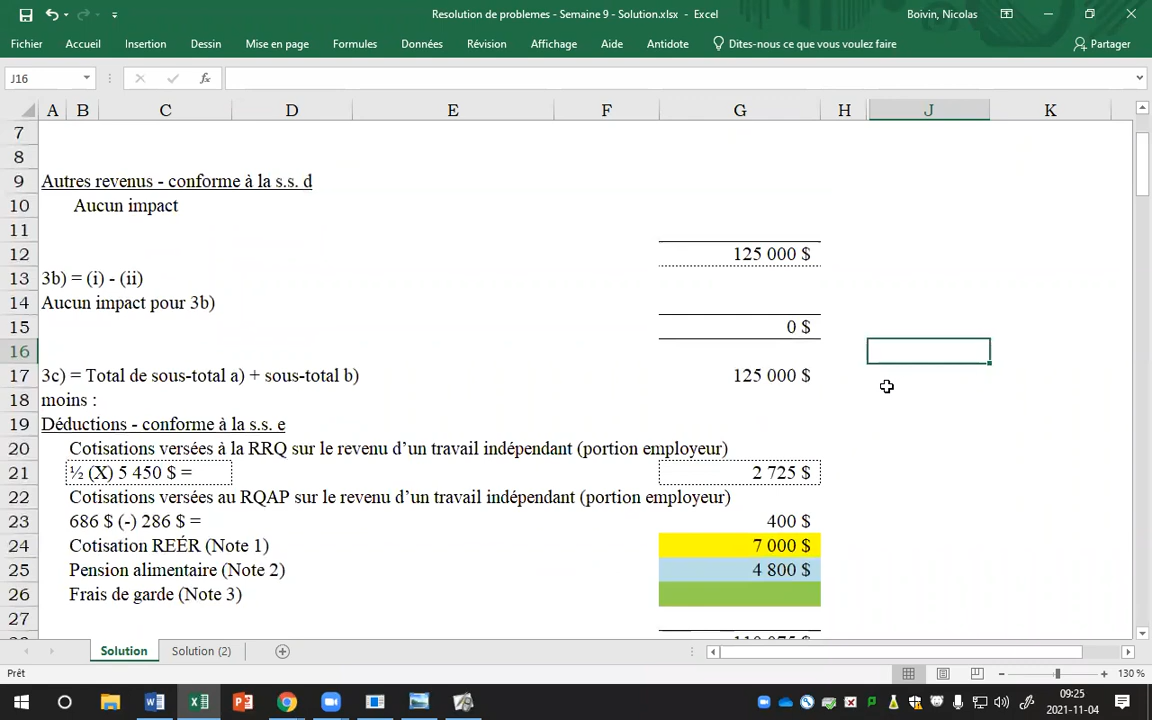 Resolution de problemes - Semaine 9 - Solution.xlsx - Excel
Boivin, Nicolas
Fichier Accueil Insertion Dessin Mise en page Formules Données Révision Affichage Aide Antidote Dites-nous ce que vous voulez faire Partager
J16 fx
A B C D E F G H J K
7
8
9 Autres revenus - conforme à la s.s. d
10 Aucun impact
11
12 125 000 $
13 3b) = (i) - (ii)
14 Aucun impact pour 3b)
15 0 $
16
17 3c) = Total de sous-total a) + sous-total b) 125 000 $
18 moins :
19 Déductions - conforme à la s.s. e
20 Cotisations versées à la RRQ sur le revenu d’un travail indépendant (portion employeur)
21 ½ (X) 5 450 $ = 2 725 $
22 Cotisations versées au RQAP sur le revenu d’un travail indépendant (portion employeur)
23 686 $ (-) 286 $ = 400 $
24 Cotisation REÉR (Note 1) 7 000 $
25 Pension alimentaire (Note 2) 4 800 $
26 Frais de garde (Note 3)
27
Solution Solution (2)
Prêt 130 %
09:25
2021-11-04